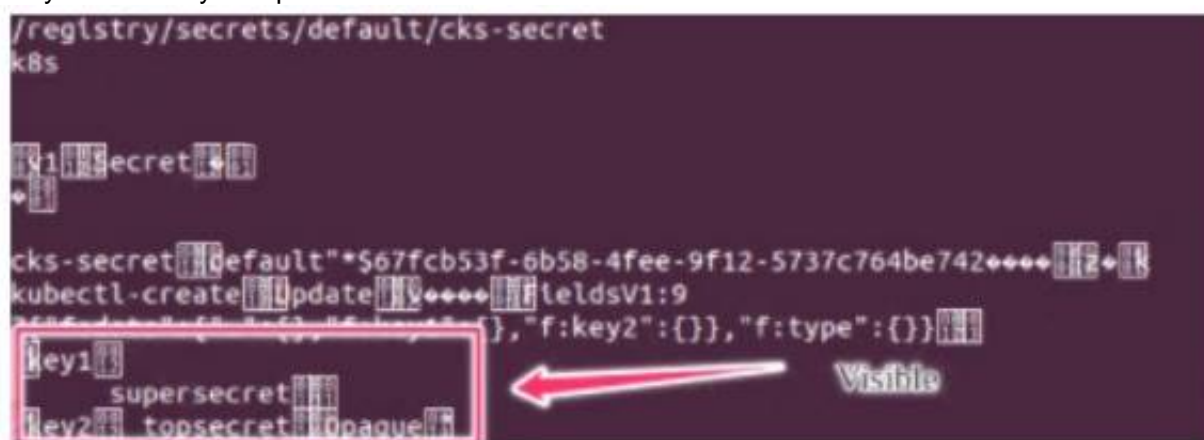 /registry/secrets/default/cks-secret
k8s
v1 Secret
cks-secret default"*$67fcb53f-6b58-4fee-9f12-5737c764be742
kubectl-create Update FieldsV1:9
{},"f:key2":{}},"f:type":{}}
key1
supersecret
Visible
key2 topsecret Opaque